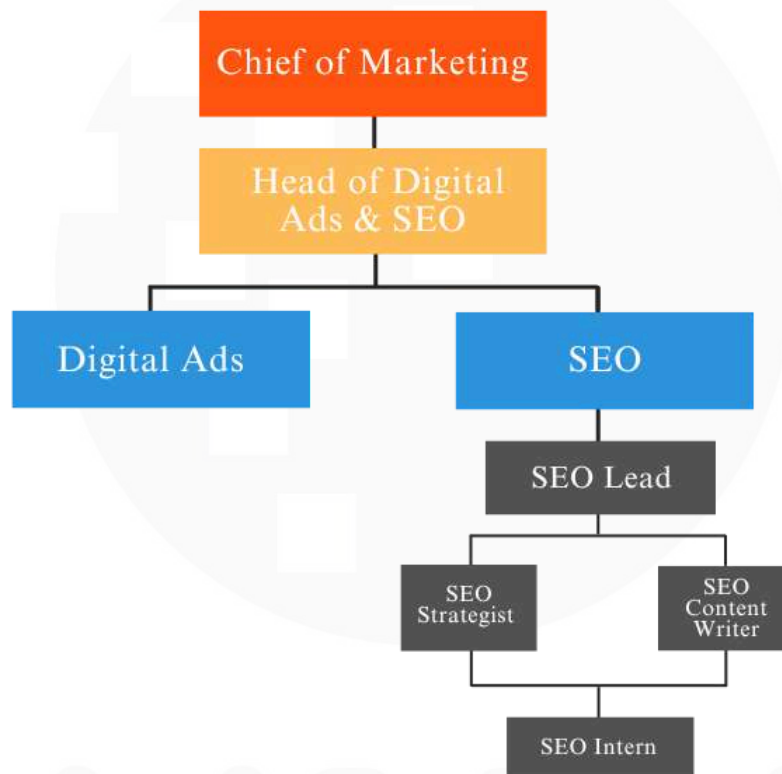 Chief of Marketing
Head of Digital
Ads & SEO
Digital Ads
SEO
SEO Lead
SEO
Strategist
SEO
Content
Writer
SEO Intern